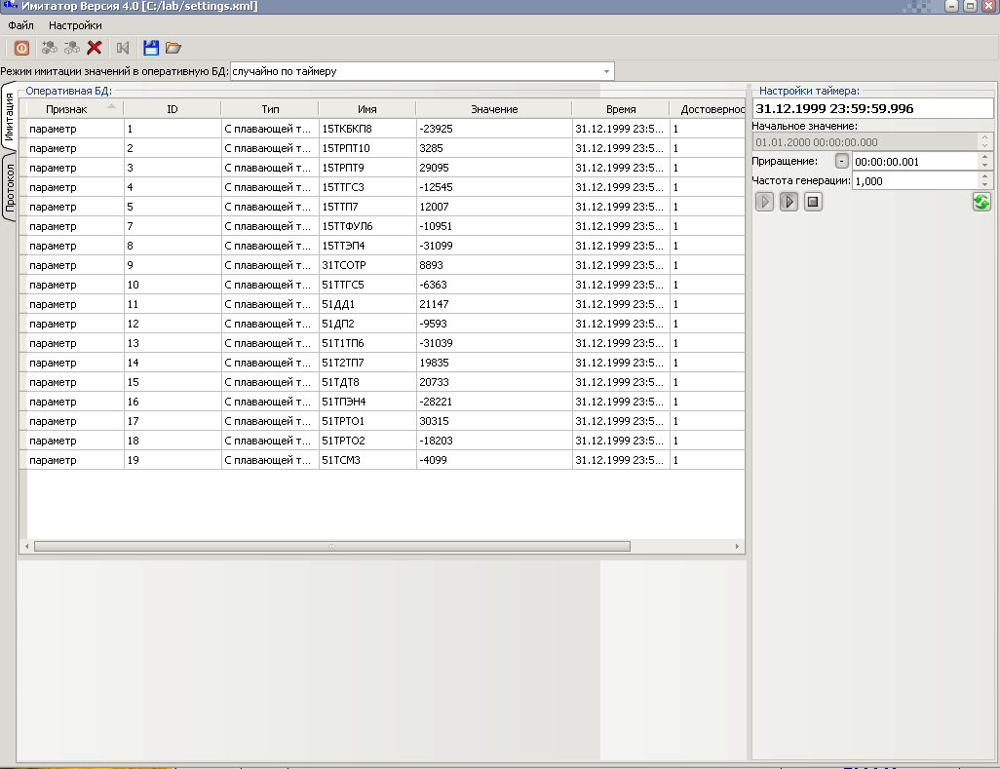 Имитатор Версия 4.0 [C:/lab/settings.xml]
Файл Настройки
Режим имитации значений в оперативную БД: случайно по таймеру
Имитация
Протокол
Оперативная БД:
Признак ID Тип Имя Значение Время Достовернос
параметр 1 С плавающей т... 15ТКБКП8 -23925 31.12.1999 23:5... 1
параметр 2 С плавающей т... 15ТРПТ10 3285 31.12.1999 23:5... 1
параметр 3 С плавающей т... 15ТРПТ9 29095 31.12.1999 23:5... 1
параметр 4 С плавающей т... 15ТТГС3 -12545 31.12.1999 23:5... 1
параметр 5 С плавающей т... 15ТТП7 12007 31.12.1999 23:5... 1
параметр 7 С плавающей т... 15ТТФУЛ6 -10951 31.12.1999 23:5... 1
параметр 8 С плавающей т... 15ТТЭП4 -31099 31.12.1999 23:5... 1
параметр 9 С плавающей т... 31ТСОТР 8893 31.12.1999 23:5... 1
параметр 10 С плавающей т... 51ТТГС5 -6363 31.12.1999 23:5... 1
параметр 11 С плавающей т... 51ДД1 21147 31.12.1999 23:5... 1
параметр 12 С плавающей т... 51ДП2 -9593 31.12.1999 23:5... 1
параметр 13 С плавающей т... 51Т1ТП6 -31039 31.12.1999 23:5... 1
параметр 14 С плавающей т... 51Т2ТП7 19835 31.12.1999 23:5... 1
параметр 15 С плавающей т... 51ТДТ8 20733 31.12.1999 23:5... 1
параметр 16 С плавающей т... 51ТПЭН4 -28221 31.12.1999 23:5... 1
параметр 17 С плавающей т... 51ТРТО1 30315 31.12.1999 23:5... 1
параметр 18 С плавающей т... 51ТРТО2 -18203 31.12.1999 23:5... 1
параметр 19 С плавающей т... 51ТСМ3 -4099 31.12.1999 23:5... 1
Настройки таймера:
31.12.1999 23:59:59.996
Начальное значение:
01.01.2000 00:00:00.000
Приращение: - 00:00:00.001
Частота генерации: 1,000